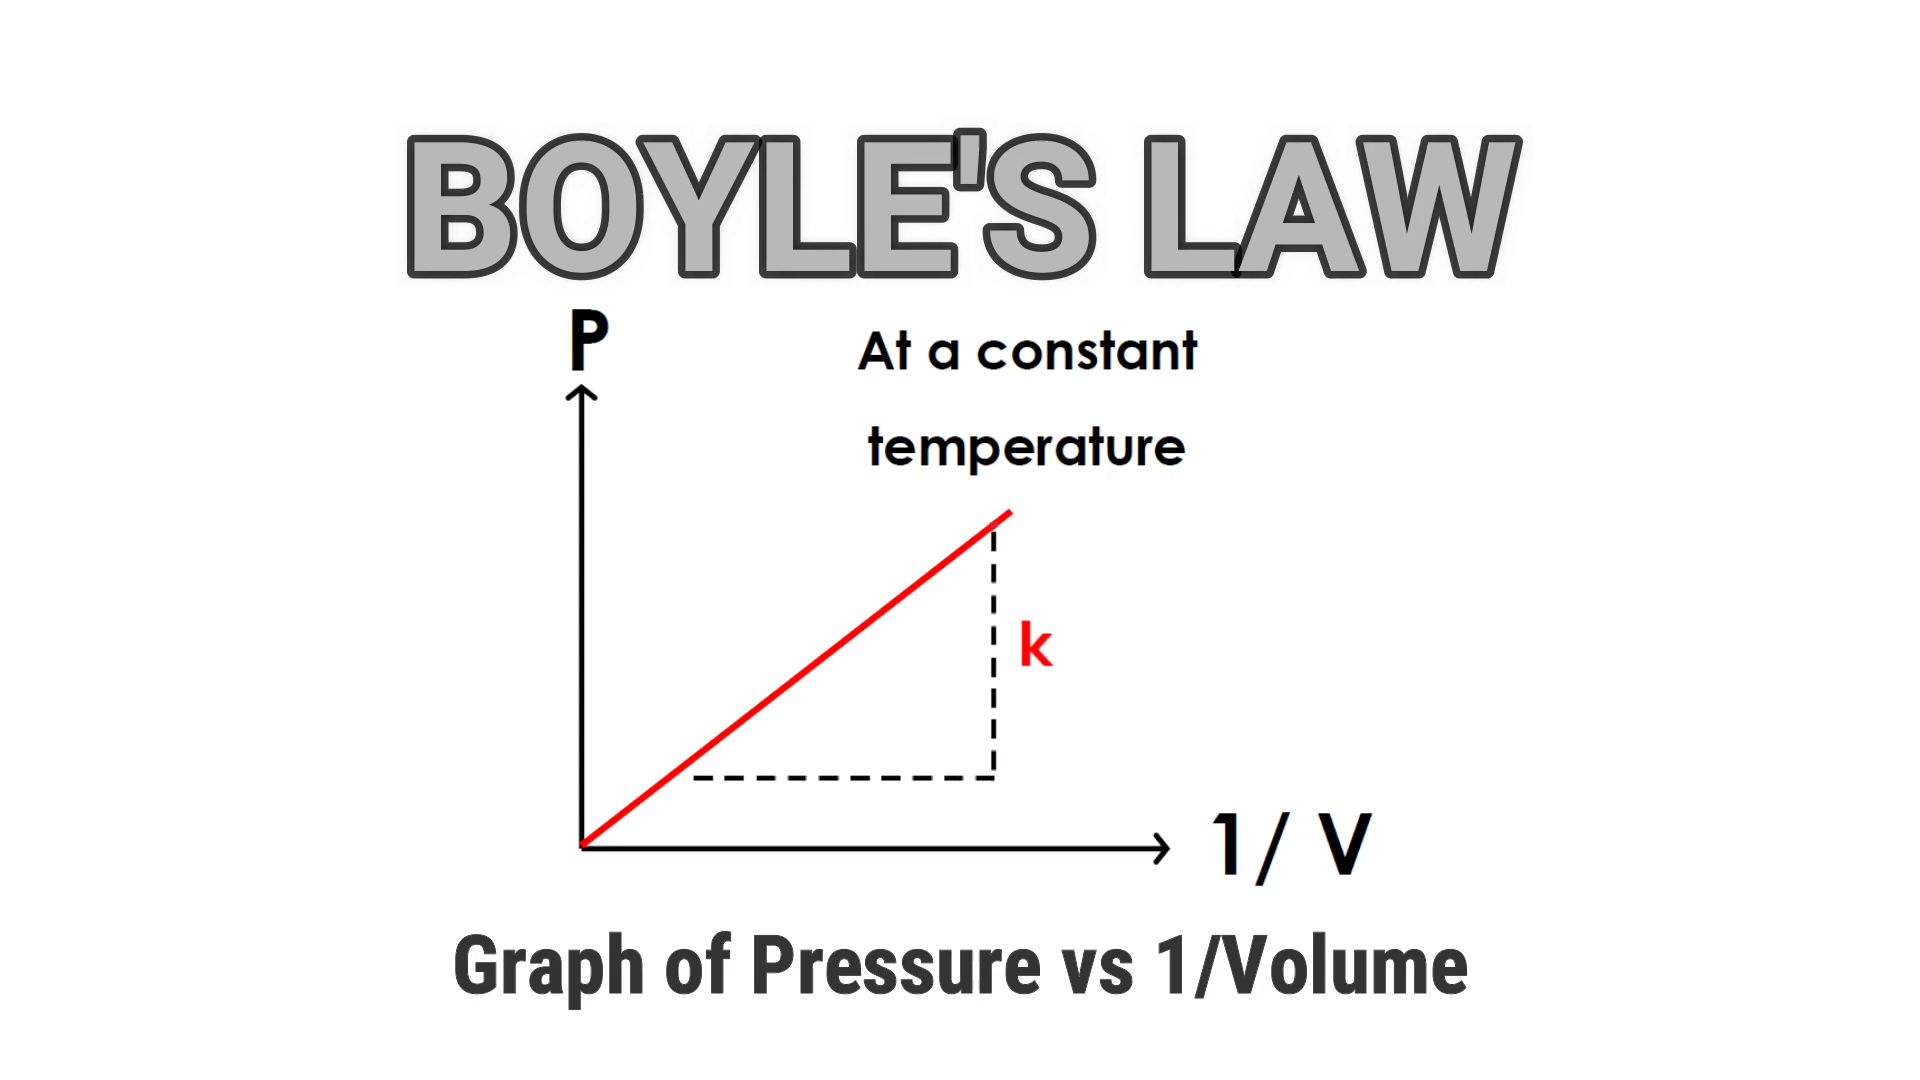 BOYLE'S LAW
P
At a constant
temperature
k
1/ V
Graph of Pressure vs 1/Volume